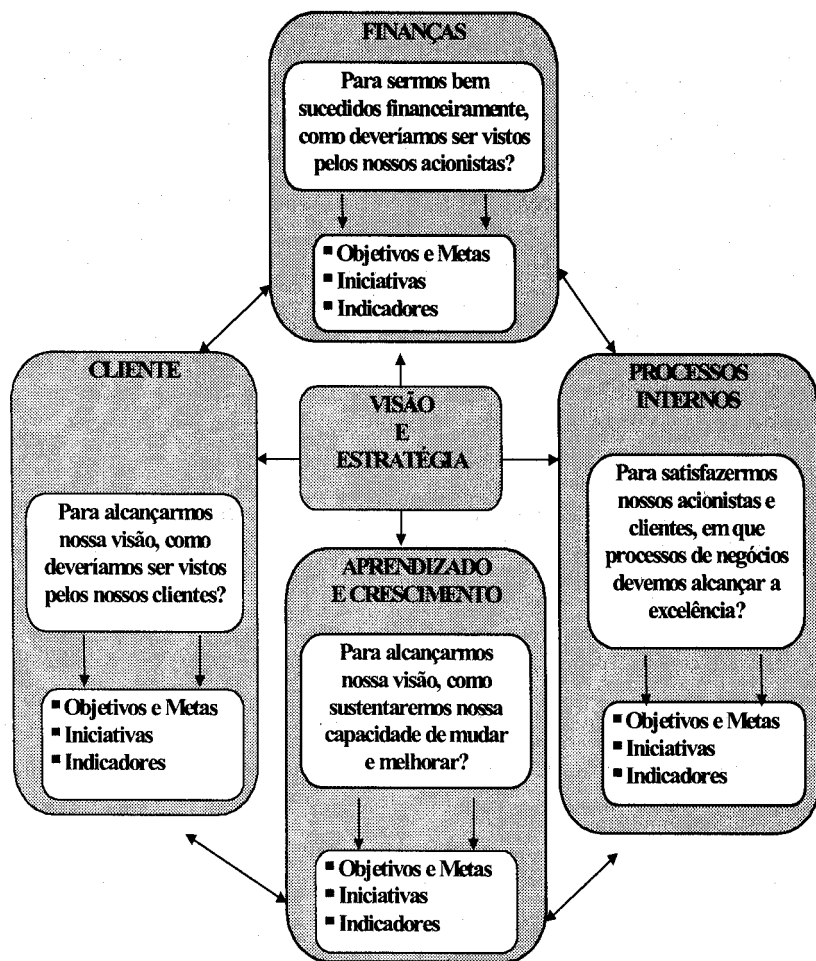 FINANÇAS
Para sermos bem
sucedidos financeiramente,
como deveríamos ser vistos
pelos nossos acionistas?
▪ Objetivos e Metas
▪ Iniciativas
▪ Indicadores
CLIENTE
Para alcançarmos
nossa visão, como
deveríamos ser vistos
pelos nossos clientes?
▪ Objetivos e Metas
▪ Iniciativas
▪ Indicadores
VISÃO
E
ESTRATÉGIA
PROCESSOS
INTERNOS
Para satisfazermos
nossos acionistas e
clientes, em que
processos de negócios
devemos alcançar a
excelência?
▪ Objetivos e Metas
▪ Iniciativas
▪ Indicadores
APRENDIZADO
E CRESCIMENTO
Para alcançarmos
nossa visão, como
sustentaremos nossa
capacidade de mudar
e melhorar?
▪ Objetivos e Metas
▪ Iniciativas
▪ Indicadores